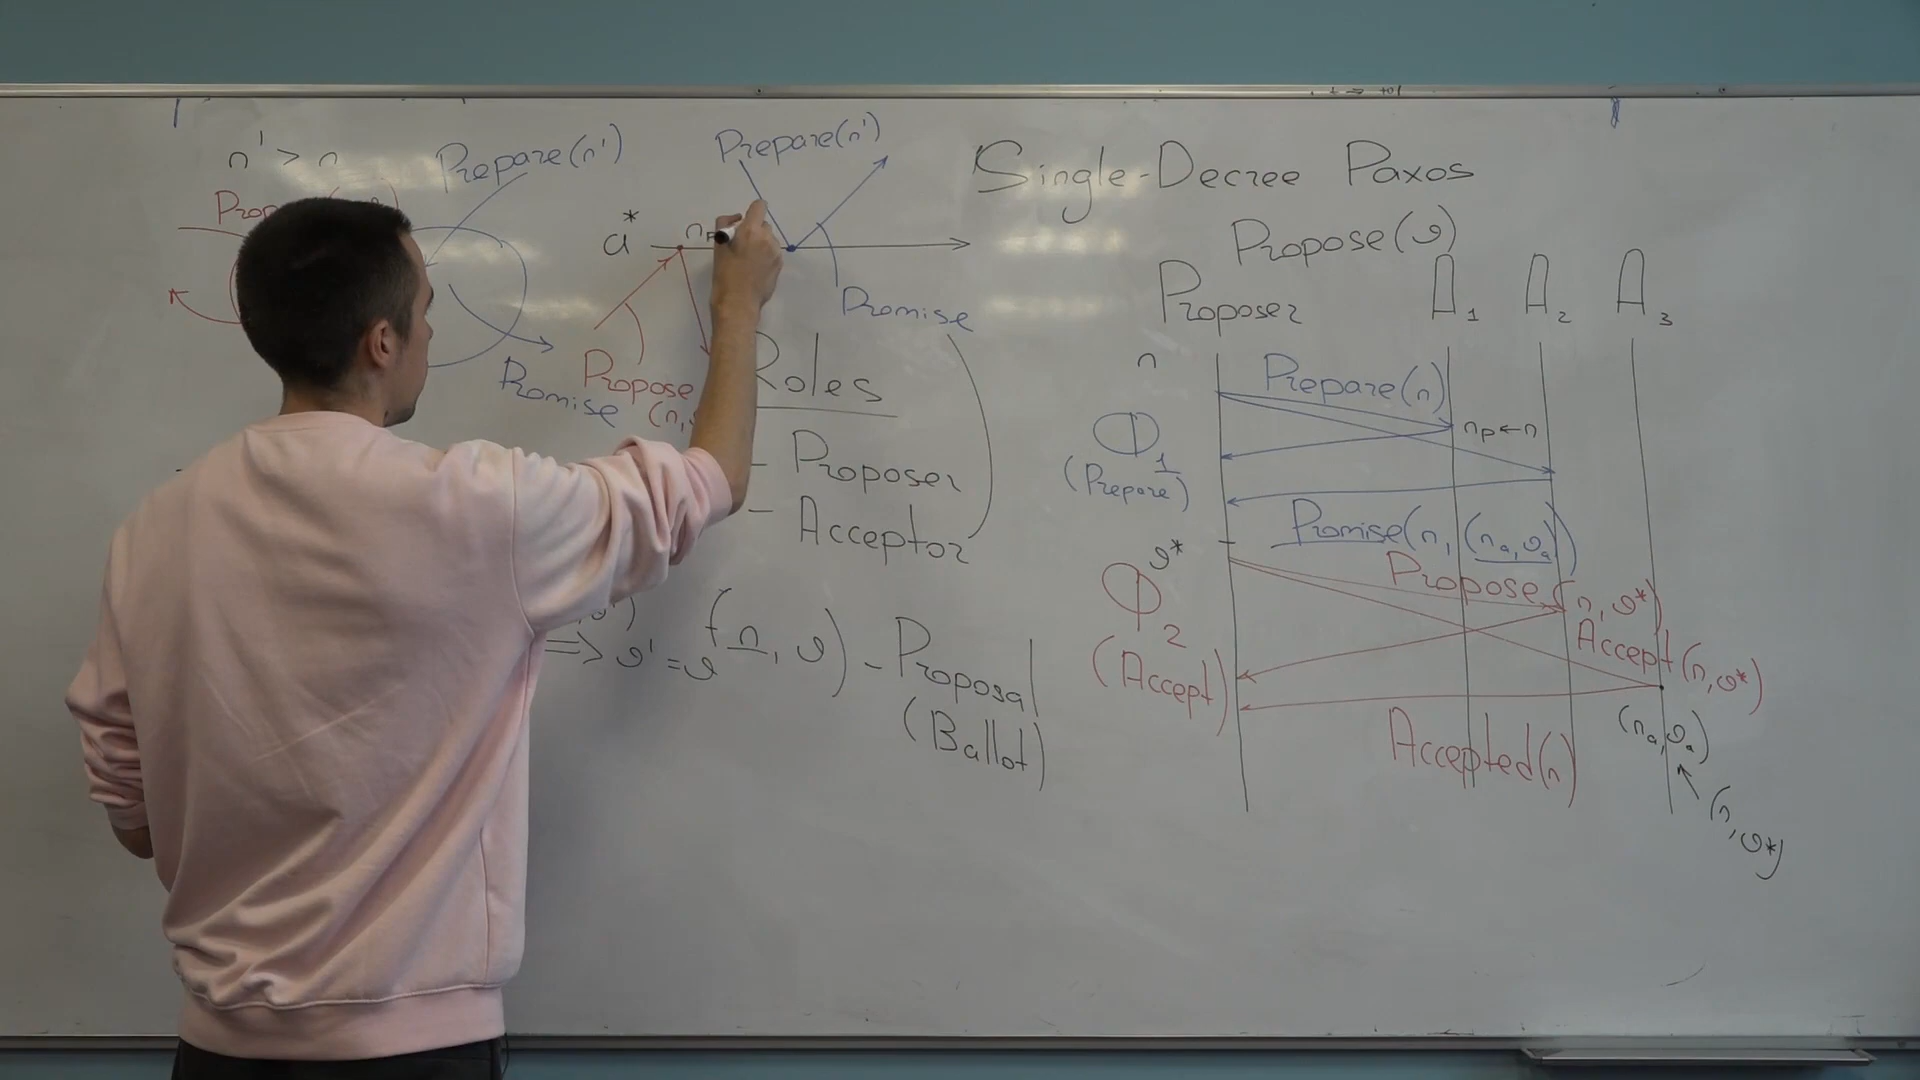 n' > n
Prepare(n')
Prepare(n')
a*
n
Promise
Promise
Propose
(n,
Roles
- Proposer
- Acceptor
⇒ v' = v
(n, v) - Proposal
(Ballot)
Single-Decree Paxos
Propose(v)
Proposer A1 A2 A3
n
Prepare(n)
Φ1
(Prepare)
np ← n
Promise(n, (na, va))
v*
Propose(n, v*)
Φ2
(Accept)
Accept(n, v*)
Accepted(n)
(na, va)
(n, v*)